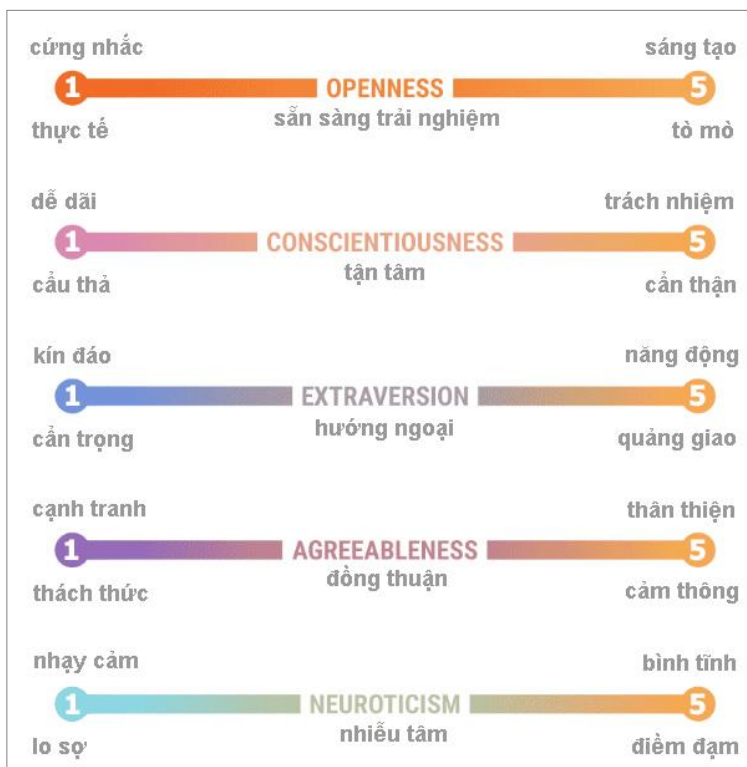 cứng nhắc
sáng tạo
1 OPENNESS 5
sẵn sàng trải nghiệm
thực tế
tò mò
dễ dãi
trách nhiệm
1 CONSCIENTIOUSNESS 5
tận tâm
cẩu thả
cẩn thận
kín đáo
năng động
1 EXTRAVERSION 5
hướng ngoại
cẩn trọng
quảng giao
cạnh tranh
thân thiện
1 AGREEABLENESS 5
đồng thuận
thách thức
cảm thông
nhạy cảm
bình tĩnh
1 NEUROTICISM 5
nhiễu tâm
lo sợ
điềm đạm